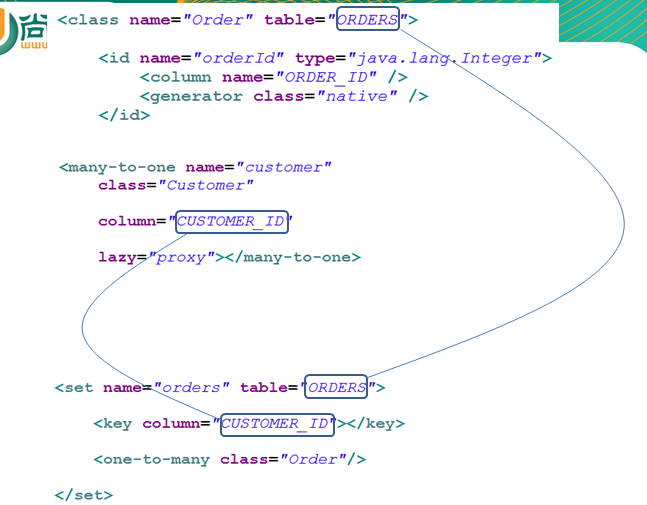 尚
www
<class name="Order" table="ORDERS">
<id name="orderId" type="java.lang.Integer">
<column name="ORDER_ID" />
<generator class="native" />
</id>
<many-to-one name="customer"
class="Customer"
column="CUSTOMER_ID"
lazy="proxy"></many-to-one>
<set name="orders" table="ORDERS">
<key column="CUSTOMER_ID"></key>
<one-to-many class="Order"/>
</set>